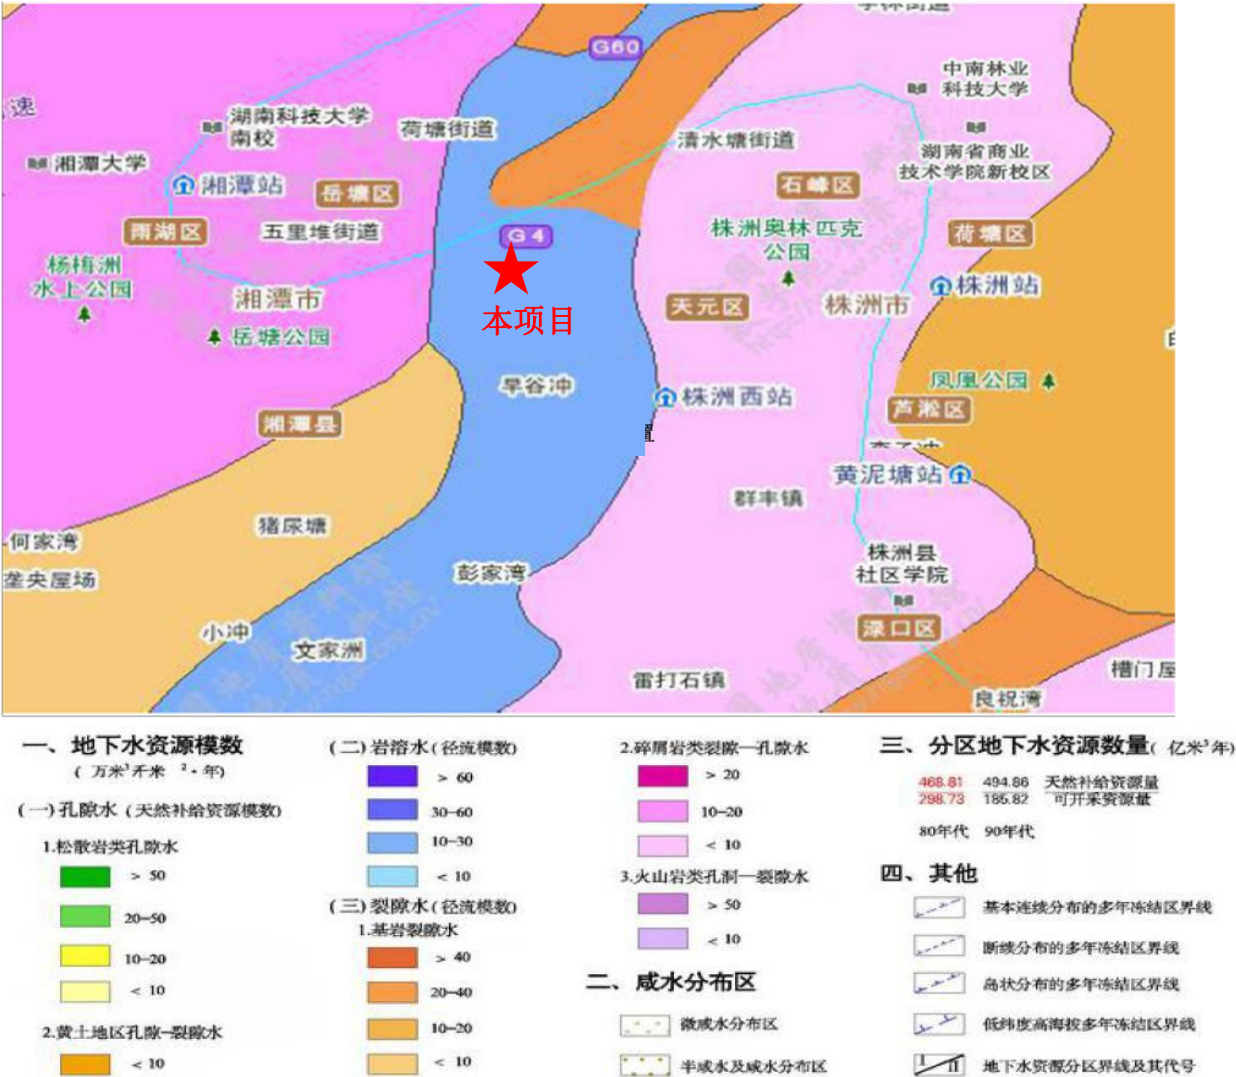 G60
中南林业
科技大学
速
湖南科技大学
南校
荷塘街道
清水塘街道
湘潭大学
湖南省商业
技术学院新校区
湘潭站
岳塘区
石峰区
雨湖区
五里堆街道
G4
株洲奥林匹克
公园
荷塘区
杨梅洲
水上公园
湘潭市
本项目
天元区
株洲市
株洲站
岳塘公园
旱谷冲
株洲西站
凤凰公园
湘潭县
芦淞区
置
黄泥塘站
群丰镇
猪尿塘
何家湾
垄央屋场
彭家湾
株洲县
社区学院
小冲
文家洲
渌口区
雷打石镇
槽门屋
良祝湾
一、地下水资源模数
( 万米³/千米 ²·年)
(一)孔隙水 (天然补给资源模数)
1.松散岩类孔隙水
> 50
20-50
10-20
< 10
2.黄土地区孔隙-裂隙水
< 10
(二)岩溶水(径流模数)
> 60
30-60
10-30
< 10
(三)裂隙水(径流模数)
1.基岩裂隙水
> 40
20-40
10-20
< 10
2.碎屑岩类裂隙—孔隙水
> 20
10-20
< 10
3.火山岩类孔洞—裂隙水
> 50
< 10
二、咸水分布区
微咸水分布区
半咸水及咸水分布区
三、分区地下水资源数量( 亿米³年)
468.81 494.86 天然补给资源量
298.73 185.82 可开采资源量
80年代 90年代
四、其他
基本连续分布的多年冻结区界线
断续分布的多年冻结区界线
岛状分布的多年冻结区界线
低纬度高海拔多年冻结区界线
I II 地下水资源分区界线及其代号